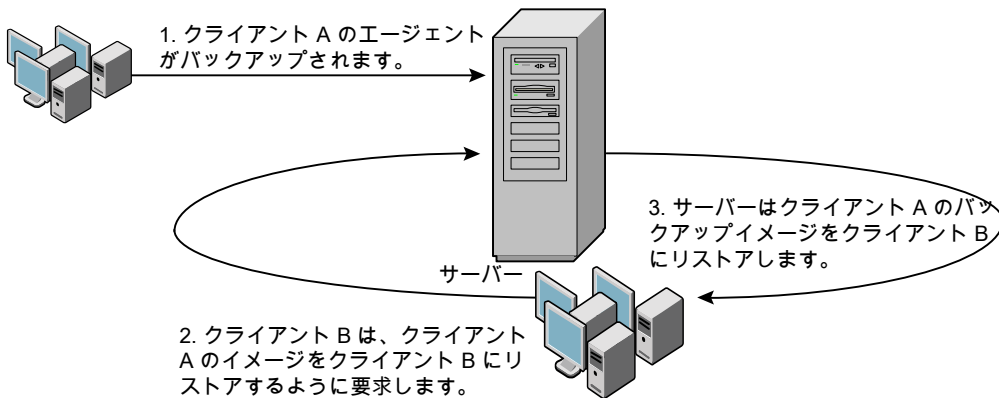 1. クライアント A のエージェント
がバックアップされます。
3. サーバーはクライアント A のバッ
クアップイメージをクライアント B
にリストアします。
サーバー
2. クライアント B は、クライアント
A のイメージをクライアント B にリ
ストアするように要求します。